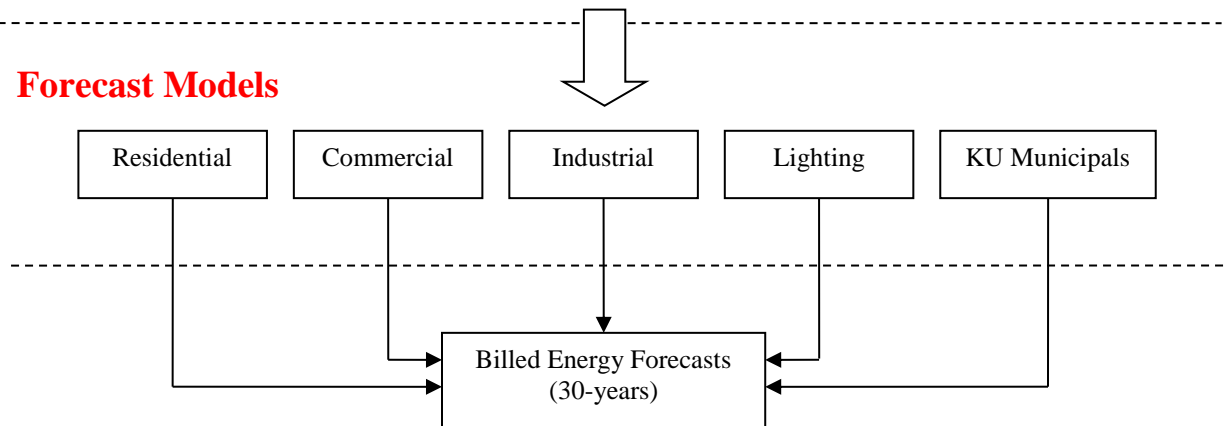 Forecast Models
Residential
Commercial
Industrial
Lighting
KU Municipals
Billed Energy Forecasts
(30-years)